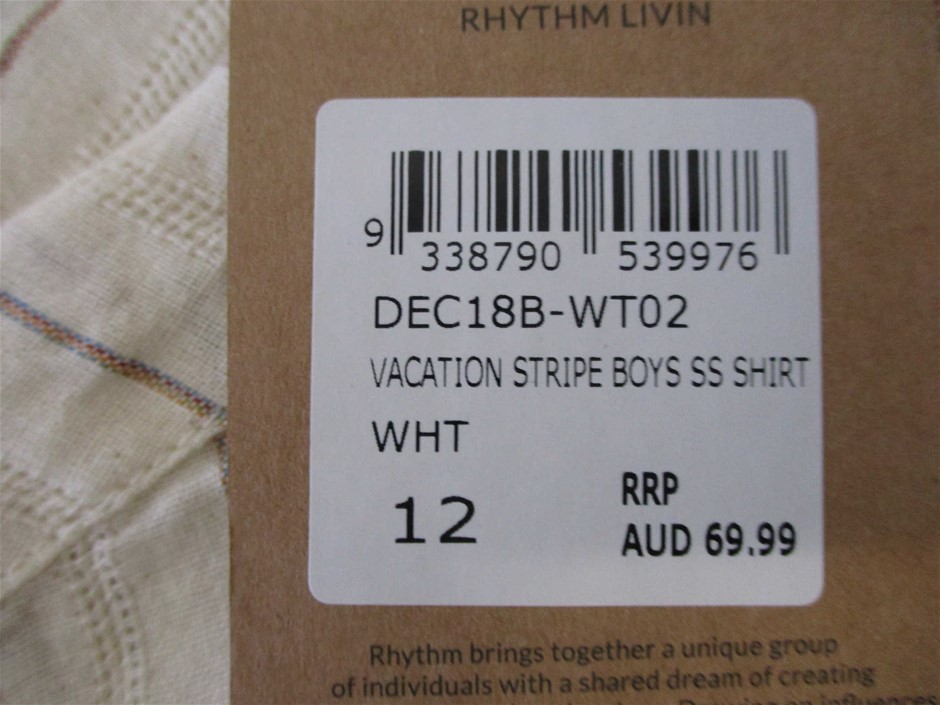 RHYTHM LIVIN
9 338790 539976
DEC18B-WT02
VACATION STRIPE BOYS SS SHIRT
WHT
12
RRP
AUD 69.99
Rhythm brings together a unique group
of individuals with a shared dream of creating
influences